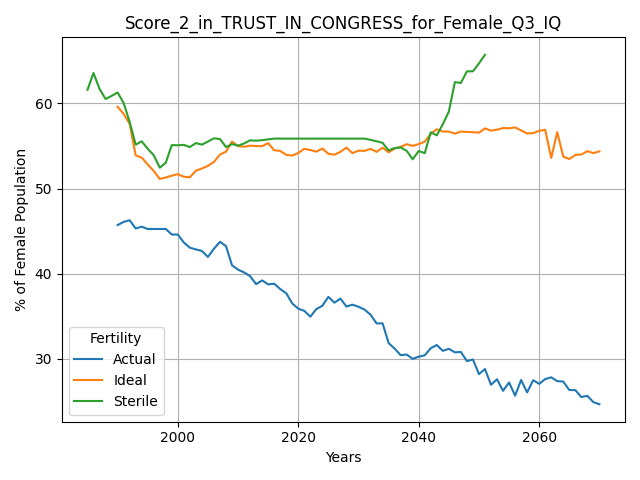 Score_2_in_TRUST_IN_CONGRESS_for_Female_Q3_IQ
% of Female Population
60
50
40
30
Fertility
Actual
Ideal
Sterile
2000
2020
2040
2060
Years